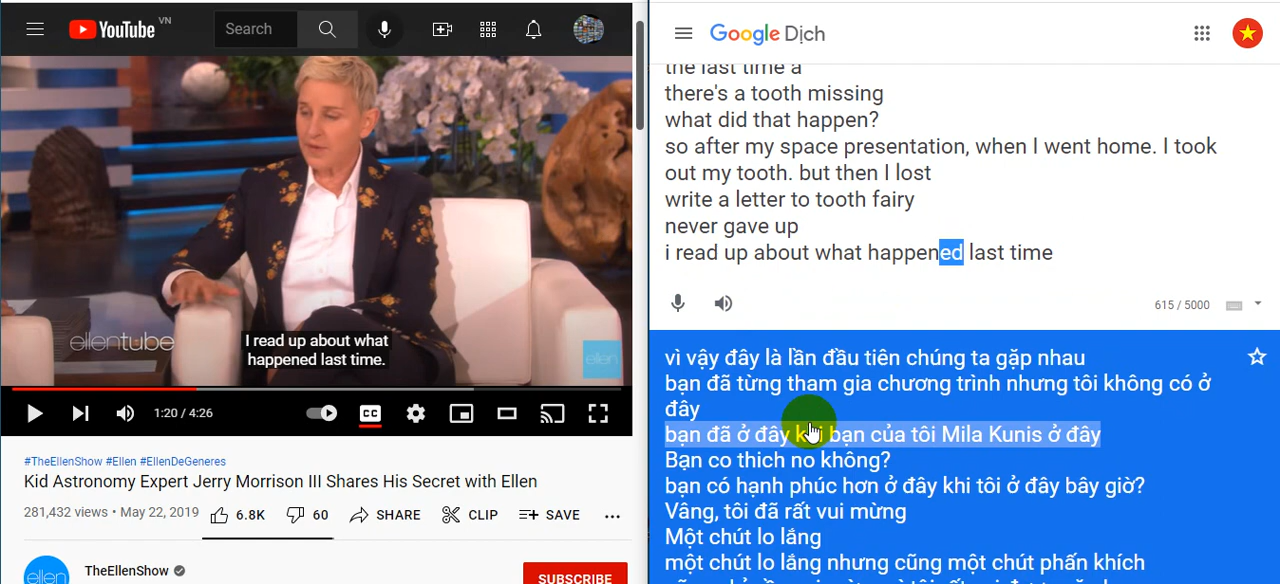 YouTube VN
Search
ellentube
I read up about what
happened last time.
ellen
1:20 / 4:26
CC
#TheEllenShow #Ellen #EllenDeGeneres
Kid Astronomy Expert Jerry Morrison III Shares His Secret with Ellen
281,432 views • May 22, 2019
6.8K
60
SHARE
CLIP
SAVE
ellen
TheEllenShow
SUBSCRIBE
Google Dịch
the last time a
there's a tooth missing
what did that happen?
so after my space presentation, when I went home. I took
out my tooth. but then I lost
write a letter to tooth fairy
never gave up
i read up about what happened last time
615 / 5000
vì vậy đây là lần đầu tiên chúng ta gặp nhau
bạn đã từng tham gia chương trình nhưng tôi không có ở
đây
bạn đã ở đây khi bạn của tôi Mila Kunis ở đây
Bạn co thich no không?
bạn có hạnh phúc hơn ở đây khi tôi ở đây bây giờ?
Vâng, tôi đã rất vui mừng
Một chút lo lắng
một chút lo lắng nhưng cũng một chút phấn khích